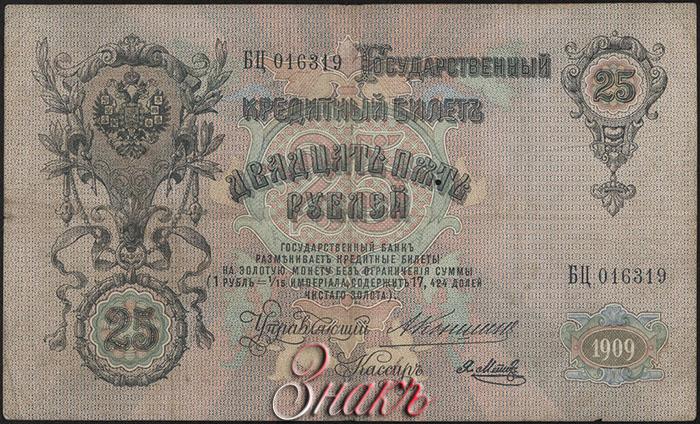 БЦ 016319 Государственный
25
Кредитный Билетъ
Двадцать пять
рублей
Государственный Банкъ
размѣниваетъ кредитные билеты
на золотую монету безъ ограниченія суммы
(1 рубль = 1/15 имперіала, содержитъ 17,424 долей
чистаго золота).
БЦ 016319
25
Управляющій
Кассиръ
1909
Знакъ